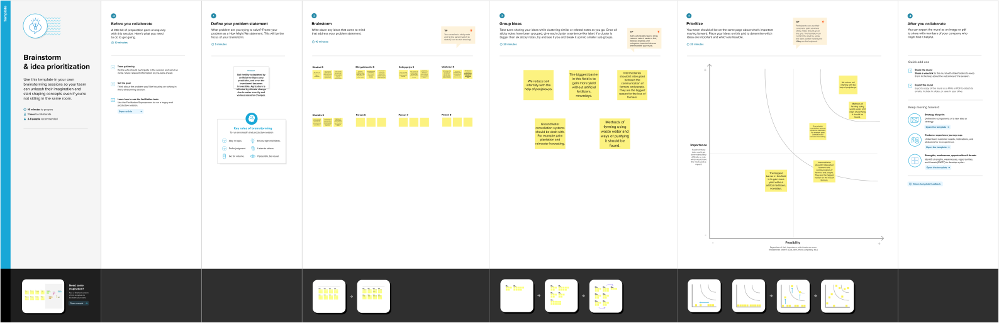 Template
Brainstorm
& idea prioritization
Use this template in your own
brainstorming sessions so your team
can unleash their imagination and
start shaping concepts even if you're
not sitting in the same room.
10 minutes to prepare
1 hour to collaborate
2-8 people recommended
Need some
inspiration?
See a finished version
of this template to
kickstart your work.
Open example
Before you collaborate
A little bit of preparation goes a long way
with this session. Here's what you need
to do to get going.
10 minutes
Team gathering
Define who should participate in the session and send an
invite. Share relevant information or pre-work ahead.
Set the goal
Think about the problem you'll be focusing on solving in
the brainstorming session.
Learn how to use the facilitation tools
Use the Facilitation Superpowers to run a happy and
productive session.
Open article
1
Define your problem statement
What problem are you trying to solve? Frame your
problem as a How Might We statement. This will be the
focus of your brainstorm.
5 minutes
PROBLEM
Soil fertility is depleted by
artificial fertilizers and
pesticides, and even the
investment becomes
irreversible. Agriculture is
affected by climate change
due to water scarcity and
various seasonal changes.
Key rules of brainstorming
To run an smooth and productive session
Stay in topic.
Encourage wild ideas.
Defer judgment.
Listen to others.
Go for volume.
If possible, be visual.
2
Brainstorm
Write down any ideas that come to mind
that address your problem statement.
10 minutes
TIP
You can select a sticky note
and hit the pencil [switch to
sketch] icon to start drawing!
Sivabal S
Dhivyabharathi S
Sathyapriya S
Vaishnavi K
Chandru K
Person 6
Person 7
Person 8
3
Group ideas
Take turns sharing your ideas while clustering similar or related notes as you go. Once all
sticky notes have been grouped, give each cluster a sentence-like label. If a cluster is
bigger than six sticky notes, try and see if you and break it up into smaller sub-groups.
20 minutes
TIP
Add customizable tags to sticky
notes to make it easier to find,
browse, organize, and
categorize important ideas as
themes within your mural.
We reduce soil
infertility with the
help of panjakavya.
The biggest barrier
in this field is to
gain more yield
without artificial
fertilizers,
nowadays.
Intermediaries
shouldn't interrupted
between the
communication of
farmers and people.
They are the biggest
reason for the loss of
farmers.
Groundwater
remediation systems
should be dealt with.
For example palm
plantation and
rainwater harvesting.
Methods of
farming using
waste water and
ways of purifying
it should be
found.
4
Prioritize
Your team should all be on the same page about what's important
moving forward. Place your ideas on this grid to determine which
ideas are important and which are feasible.
20 minutes
TIP
Participants can use their
cursors to point at where
sticky notes should go on
the grid. The facilitator can
confirm the spot by using
the laser pointer holding the
H key on the keyboard.
We reduce soil
infertility with the
help of panjakavya.
Methods of
farming using
waste water and
ways of purifying
it should be
found.
Groundwater
remediation systems
should be dealt with.
For example palm
plantation and
rainwater harvesting.
Intermediaries
shouldn't interrupted
between the
communication of
farmers and people.
They are the biggest
reason for the loss of
farmers.
The biggest
barrier in this field
is to gain more
yield without
artificial fertilizers,
nowadays.
Importance
If each of these
tasks could get
done without any
difficulty or cost,
which would have
the most positive
impact?
Feasibility
Regardless of their importance, which tasks are more
feasible than others? (Cost, time, effort, complexity, etc.)
After you collaborate
You can export the mural as an image or pdf
to share with members of your company who
might find it helpful.
Quick add-ons
Share the mural
Share a view link to the mural with stakeholders to keep
them in the loop about the outcomes of the session.
Export the mural
Export a copy of the mural as a PNG or PDF to attach to
emails, include in slides, or save in your drive.
Keep moving forward
Strategy blueprint
Define the components of a new idea or
strategy.
Open the template
Customer experience journey map
Understand customer needs, motivations, and
obstacles for an experience.
Open the template
Strengths, weaknesses, opportunities & threats
Identify strengths, weaknesses, opportunities,
and threats (SWOT) to develop a plan.
Open the template
Share template feedback